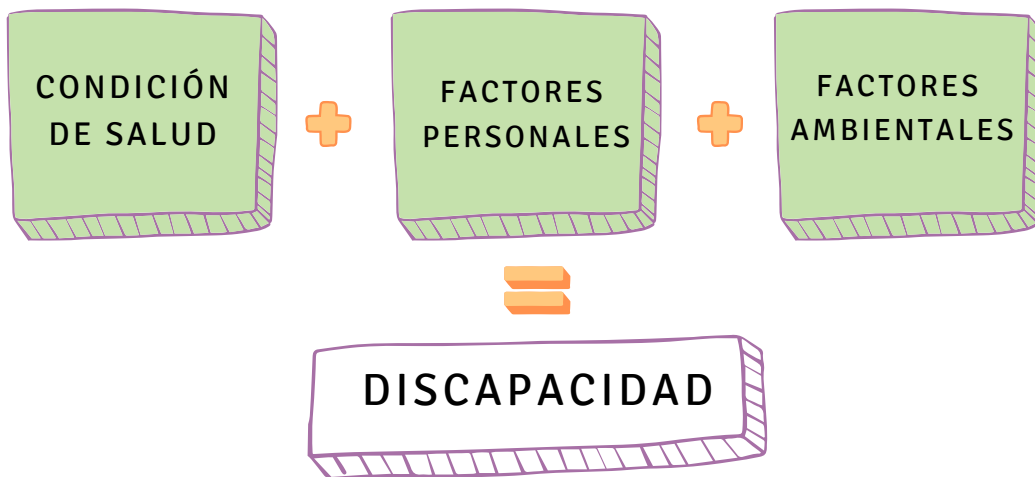 CONDICIÓN
DE SALUD
FACTORES
PERSONALES
FACTORES
AMBIENTALES
DISCAPACIDAD